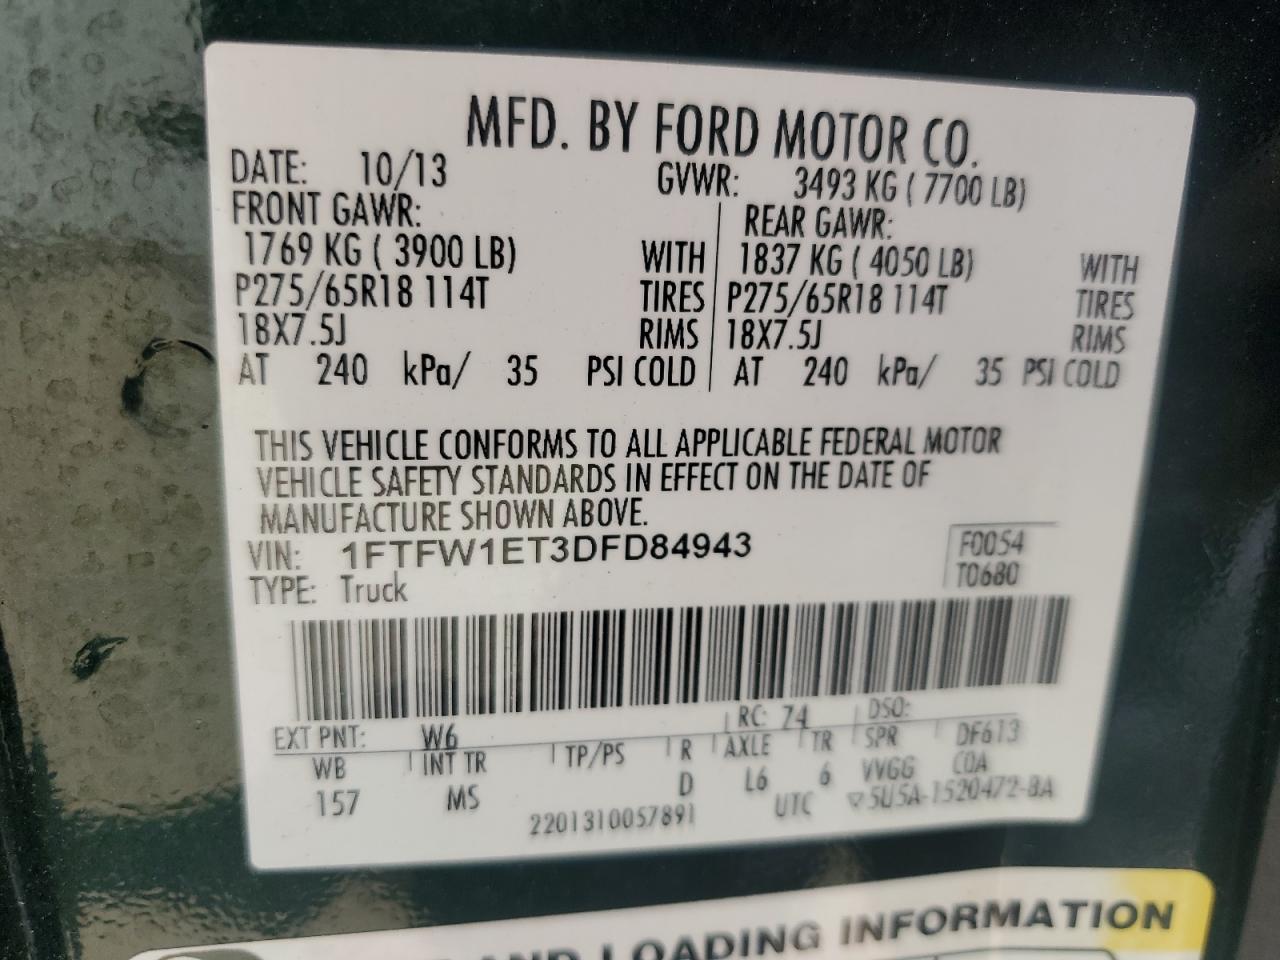 MFD. BY FORD MOTOR CO.
DATE: 10/13 GVWR: 3493 KG ( 7700 LB)
FRONT GAWR: REAR GAWR:
1769 KG ( 3900 LB) WITH 1837 KG ( 4050 LB) WITH
P275/65R18 114T TIRES P275/65R18 114T TIRES
18X7.5J RIMS 18X7.5J RIMS
AT 240 kPa/ 35 PSI COLD AT 240 kPa/ 35 PSI COLD
THIS VEHICLE CONFORMS TO ALL APPLICABLE FEDERAL MOTOR
VEHICLE SAFETY STANDARDS IN EFFECT ON THE DATE OF
MANUFACTURE SHOWN ABOVE.
VIN: 1FTFW1ET3DFD84943 F0054
TYPE: Truck T0680
EXT PNT: W6 RC: 74 DSO:
WB INT TR TP/PS R AXLE TR SPR DF613
157 MS D L6 6 VVGG COA
2201310057891 UTC ▽5U5A-1520472-BA
AND LOADING INFORMATION